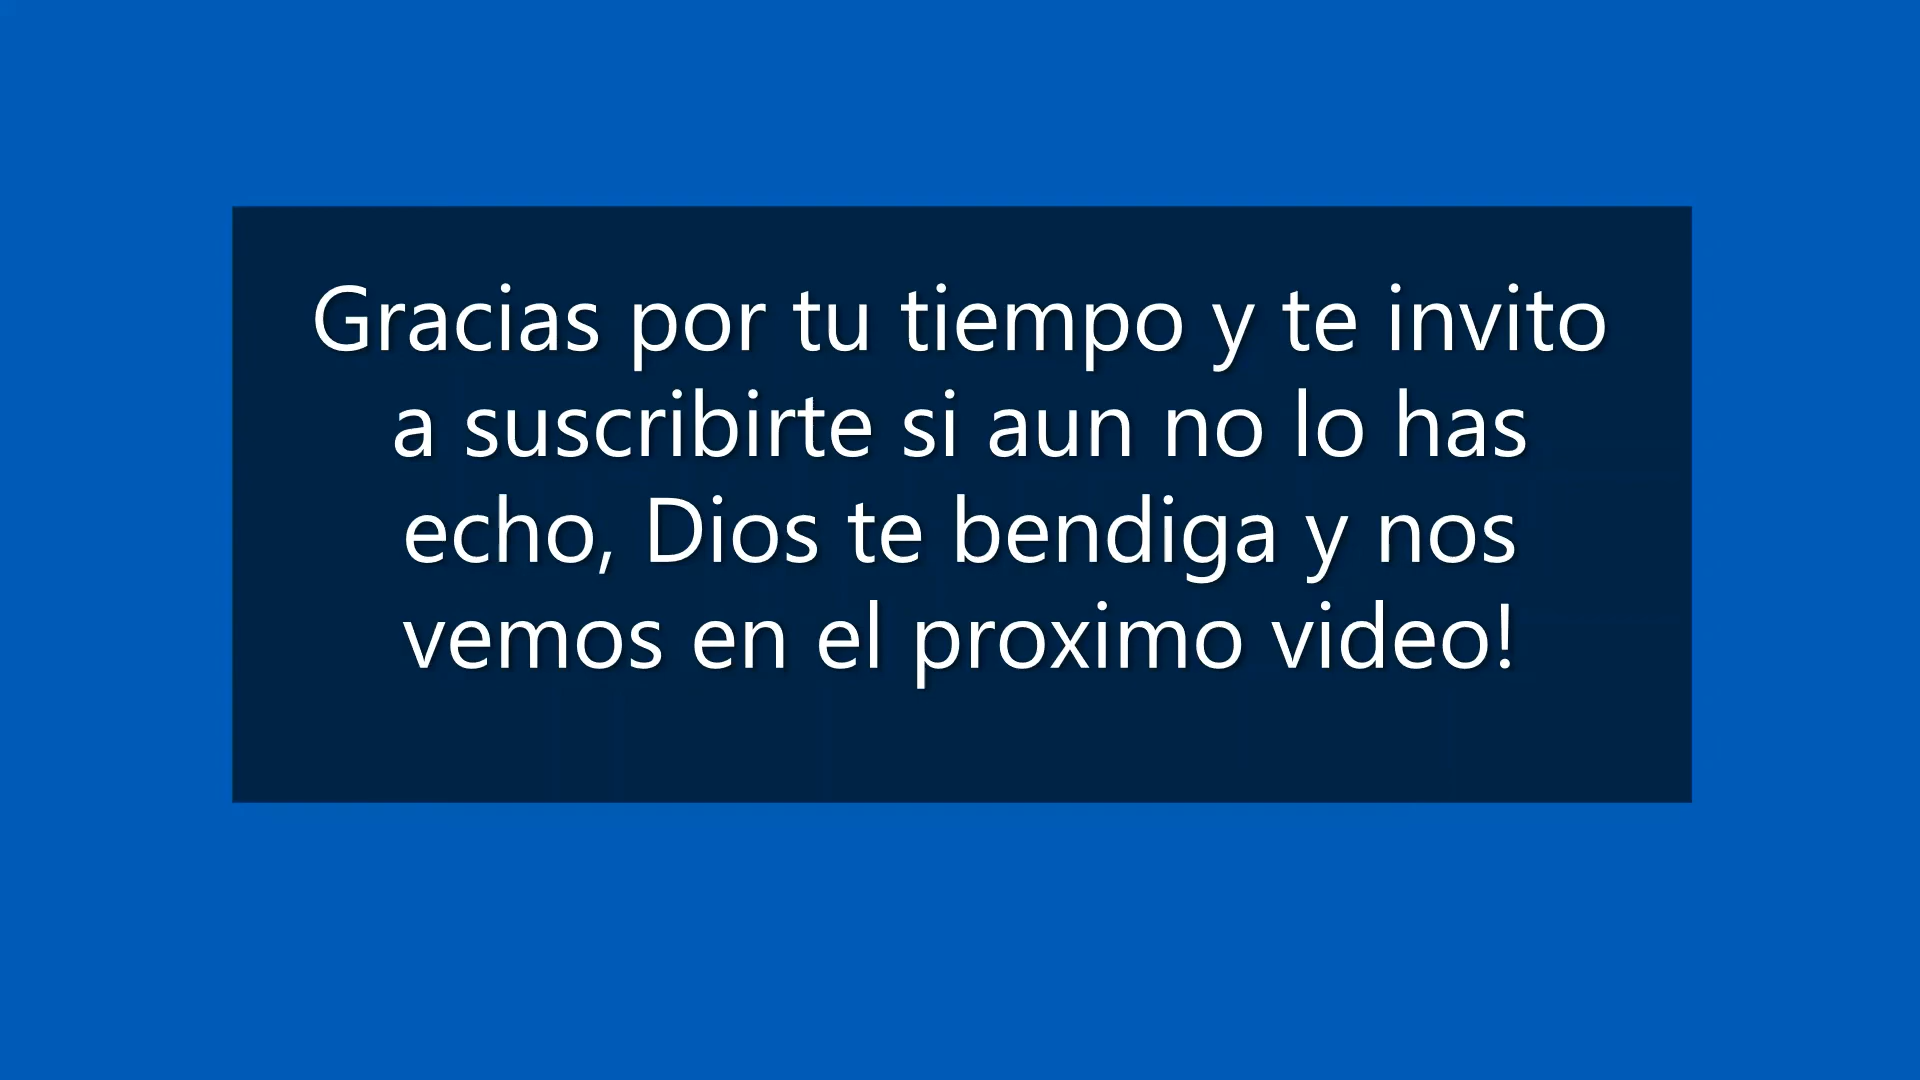 Gracias por tu tiempo y te invito
a suscribirte si aun no lo has
echo, Dios te bendiga y nos
vemos en el proximo video!